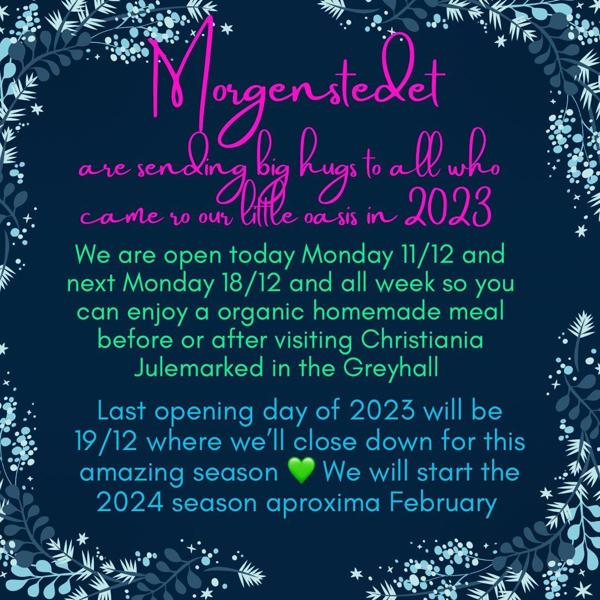 Morgenstedet
are sending big hugs to all who
came ro our little oasis in 2023
We are open today Monday 11/12 and
next Monday 18/12 and all week so you
can enjoy a organic homemade meal
before or after visiting Christiania
Julemarked in the Greyhall
Last opening day of 2023 will be
19/12 where we’ll close down for this
amazing season 💚 We will start the
2024 season aproxima February